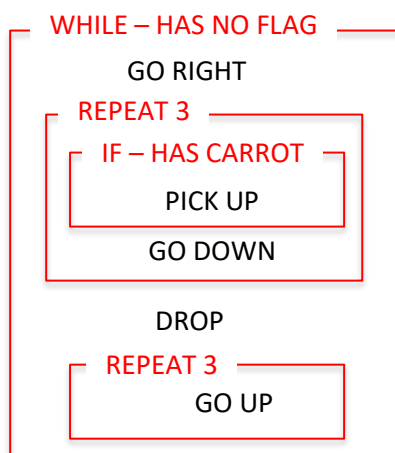 WHILE – HAS NO FLAG
GO RIGHT
REPEAT 3
IF – HAS CARROT
PICK UP
GO DOWN
DROP
REPEAT 3
GO UP